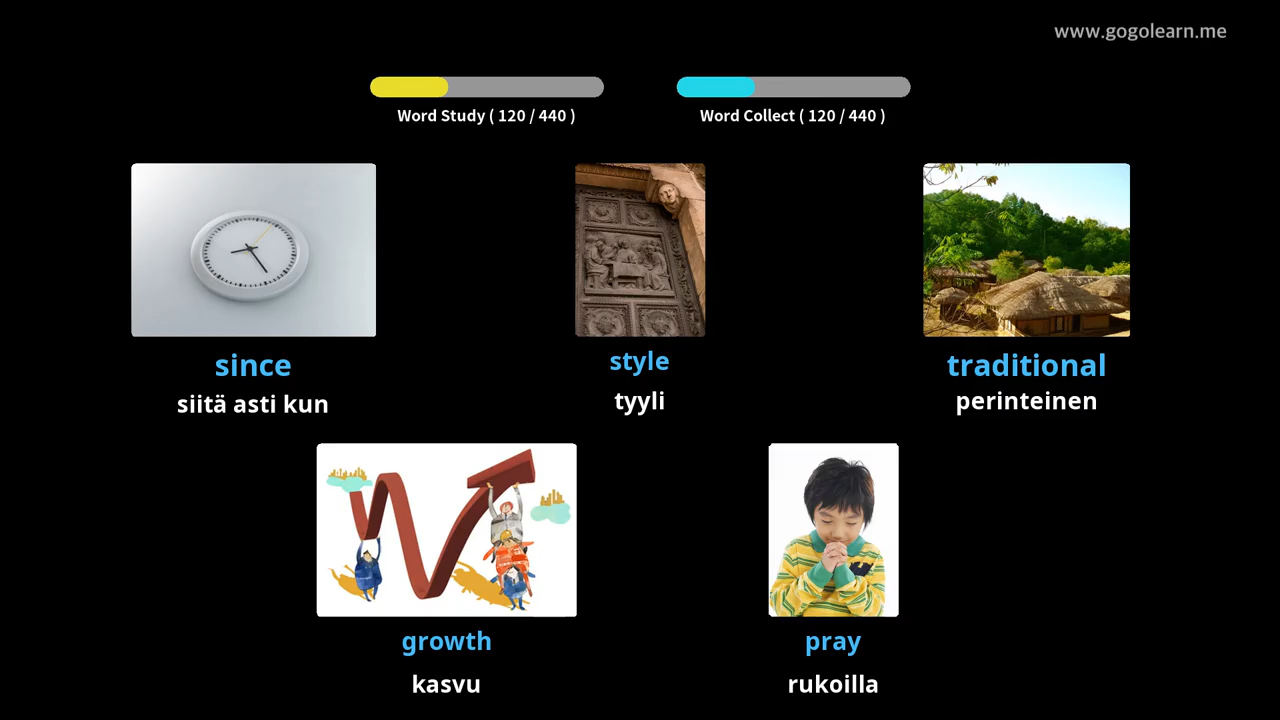 www.gogolearn.me
Word Study ( 120 / 440 )
Word Collect ( 120 / 440 )
since
siitä asti kun
style
tyyli
traditional
perinteinen
growth
kasvu
pray
rukoilla